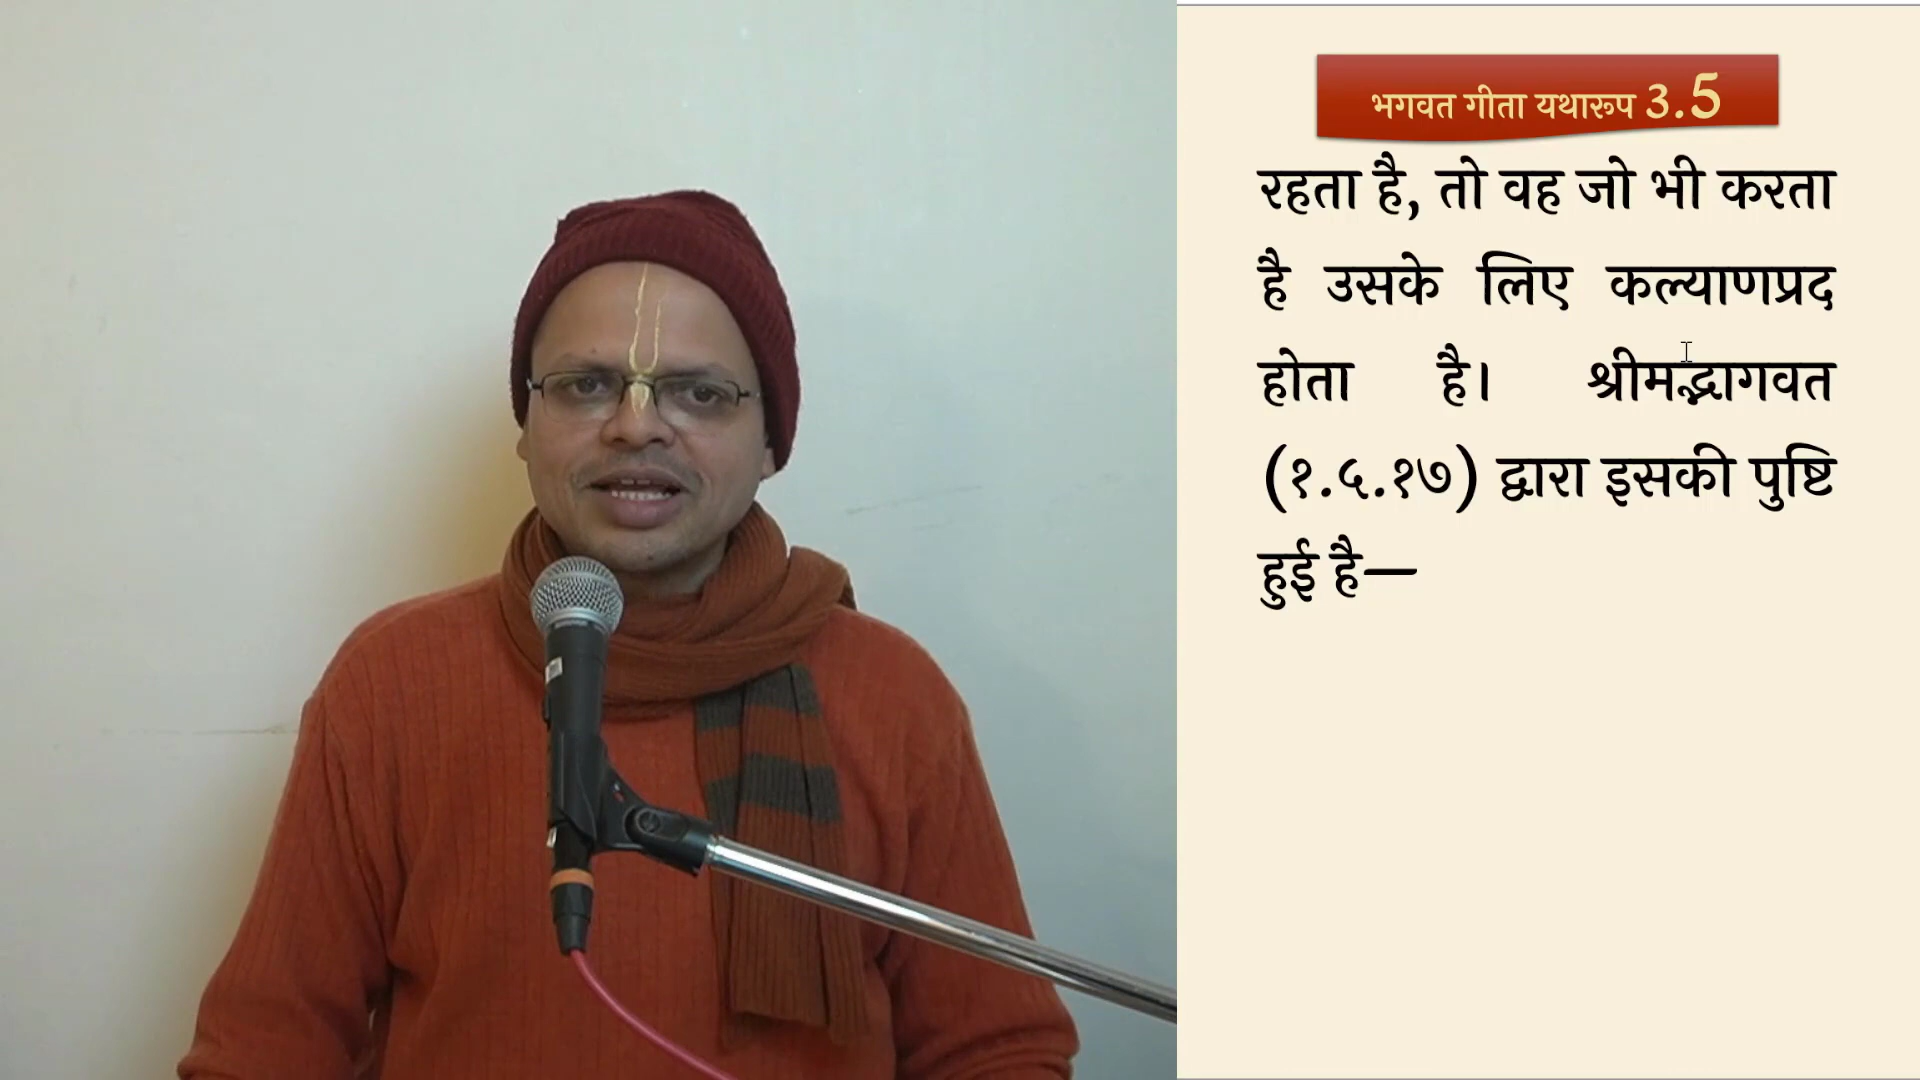 भगवत गीता यथारूप 3.5
रहता है, तो वह जो भी करता
है उसके लिए कल्याणप्रद
होता है। श्रीमद्भागवत
(१.५.१७) द्वारा इसकी पुष्टि
हुई है—